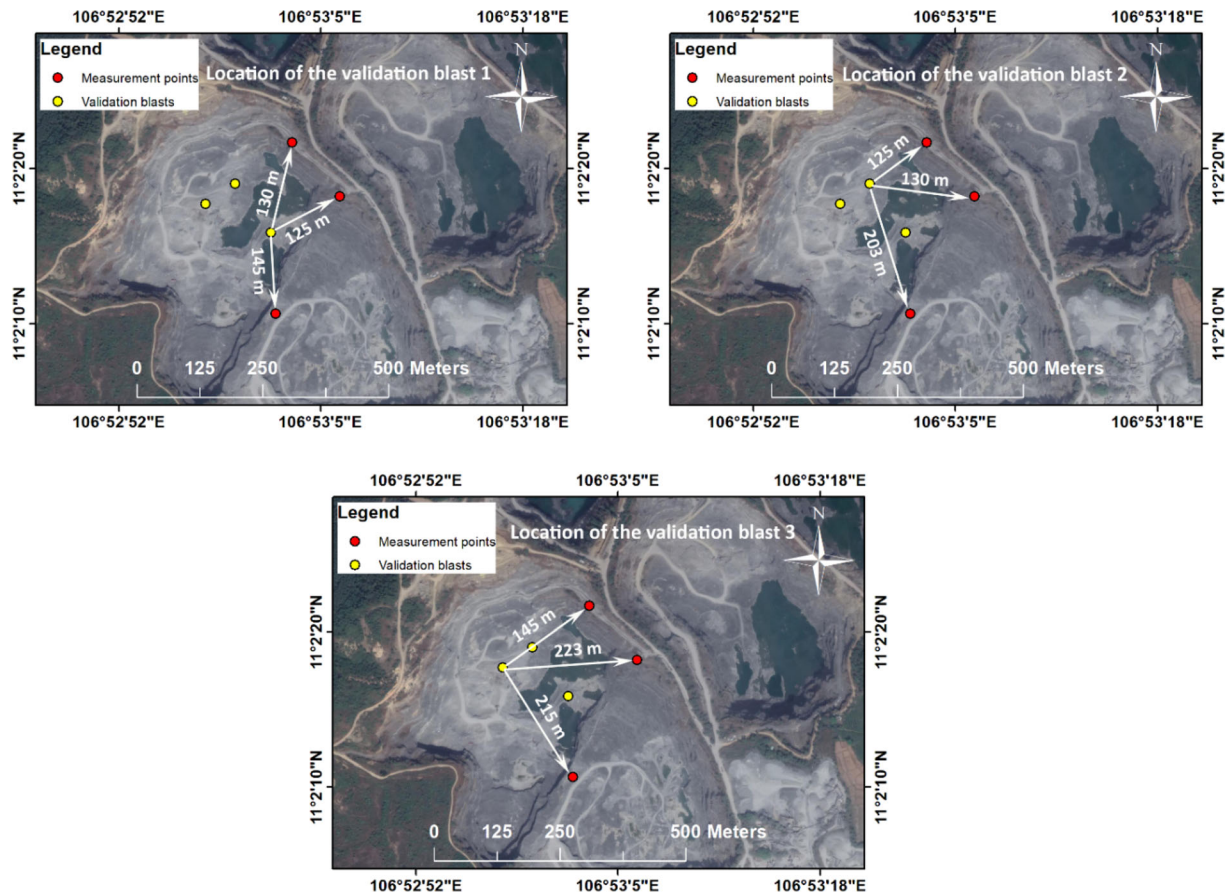 106°52'52"E 106°53'5"E 106°53'18"E
Legend
Measurement points
Validation blasts
Location of the validation blast 1
N
11°2'20"N
11°2'10"N
130 m
125 m
145 m
0 125 250 500 Meters
106°52'52"E 106°53'5"E 106°53'18"E
106°52'52"E 106°53'5"E 106°53'18"E
Legend
Measurement points
Validation blasts
Location of the validation blast 2
N
125 m
130 m
203 m
11°2'20"N
11°2'10"N
0 125 250 500 Meters
106°52'52"E 106°53'5"E 106°53'18"E
106°52'52"E 106°53'5"E 106°53'18"E
Legend
Measurement points
Validation blasts
Location of the validation blast 3
N
11°2'20"N
11°2'10"N
145 m
223 m
215 m
0 125 250 500 Meters
11°2'20"N
11°2'10"N
106°52'52"E 106°53'5"E 106°53'18"E